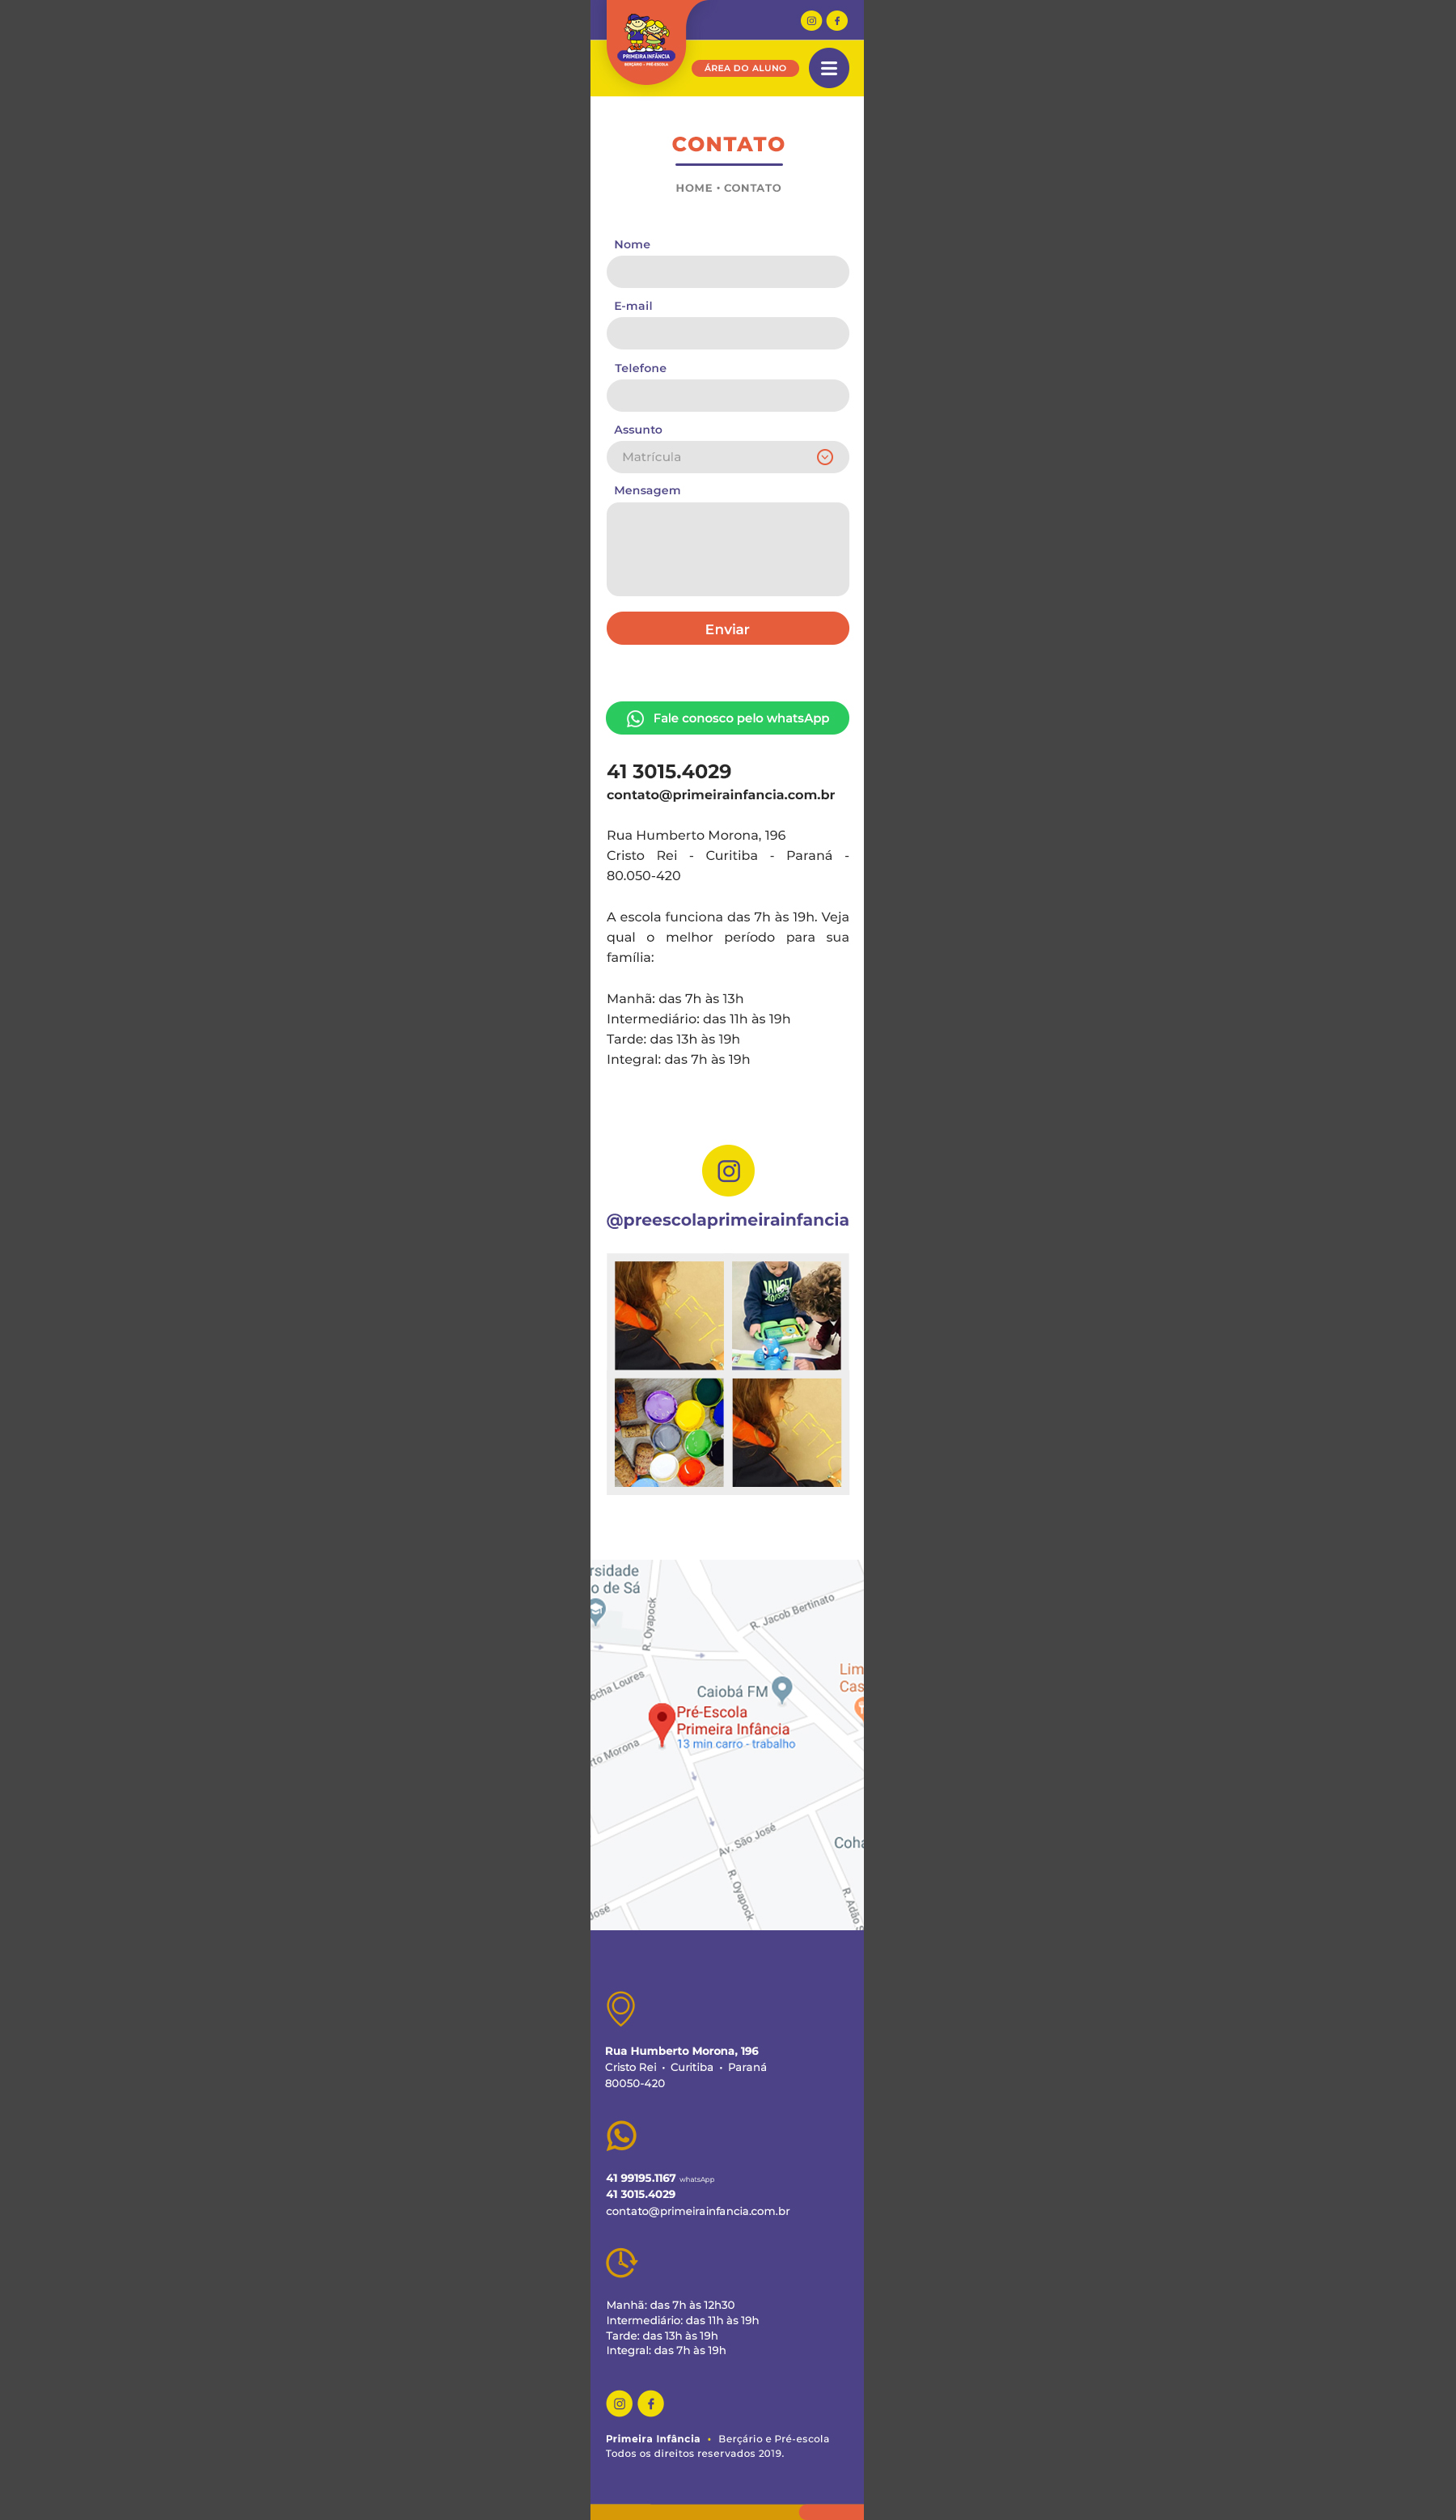 PRIMEIRA INFÂNCIA
BERÇÁRIO • PRÉ-ESCOLA
ÁREA DO ALUNO
CONTATO
HOME • CONTATO
Nome
E-mail
Telefone
Assunto
Matrícula
Mensagem
Enviar
Fale conosco pelo whatsApp
41 3015.4029
contato@primeirainfancia.com.br
Rua Humberto Morona, 196
Cristo Rei - Curitiba - Paraná -
80.050-420
A escola funciona das 7h às 19h. Veja
qual o melhor período para sua
família:
Manhã: das 7h às 13h
Intermediário: das 11h às 19h
Tarde: das 13h às 19h
Integral: das 7h às 19h
@preescolaprimeirainfancia
rsidade
o de Sá
R. Oyapock
R. Jacob Bertinato
ocha Loures
Lim
Cas
Caiobá FM
Pré-Escola
Primeira Infância
13 min carro - trabalho
rto Morona
Av. São José
Coha
R. Oyapock
R. Adão S
José
Rua Humberto Morona, 196
Cristo Rei • Curitiba • Paraná
80050-420
41 99195.1167 whatsApp
41 3015.4029
contato@primeirainfancia.com.br
Manhã: das 7h às 12h30
Intermediário: das 11h às 19h
Tarde: das 13h às 19h
Integral: das 7h às 19h
Primeira Infância • Berçário e Pré-escola
Todos os direitos reservados 2019.